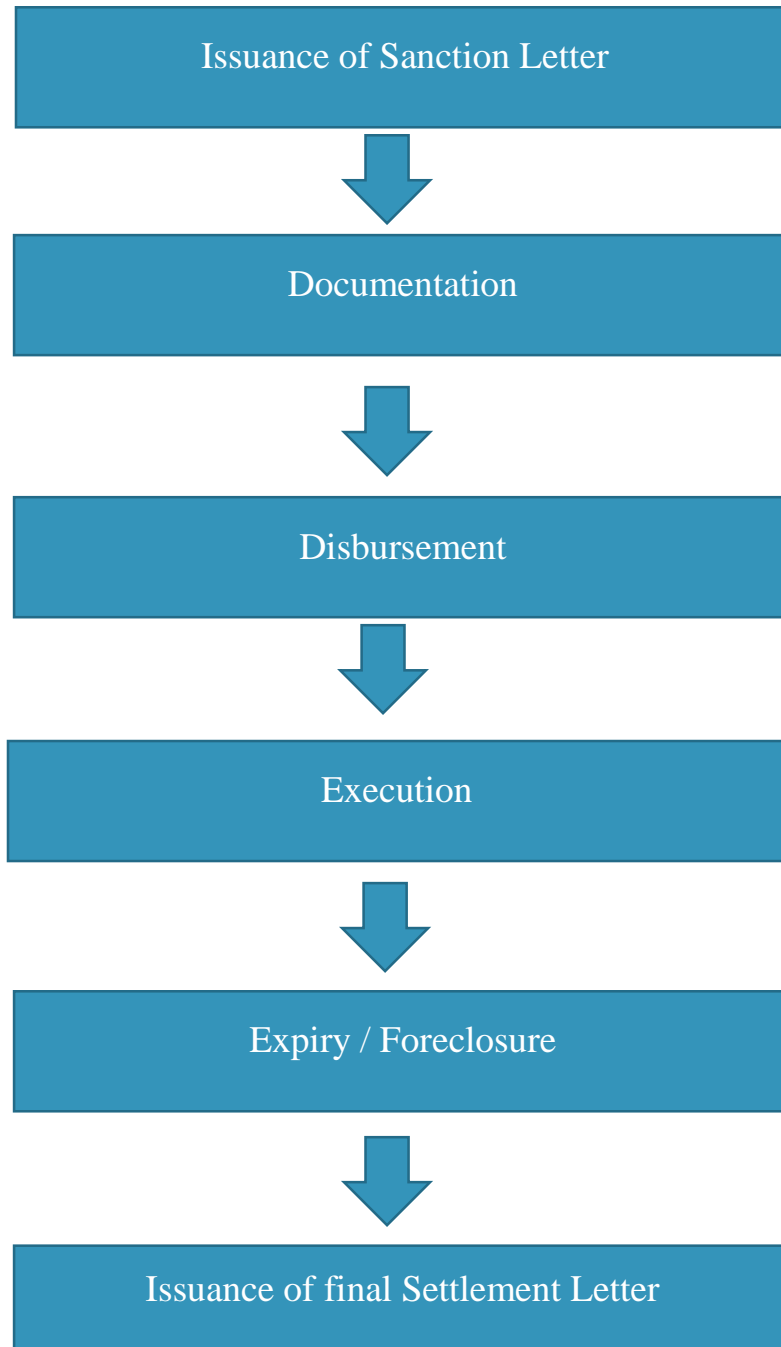 Issuance of Sanction Letter
Documentation
Disbursement
Execution
Expiry / Foreclosure
Issuance of final Settlement Letter